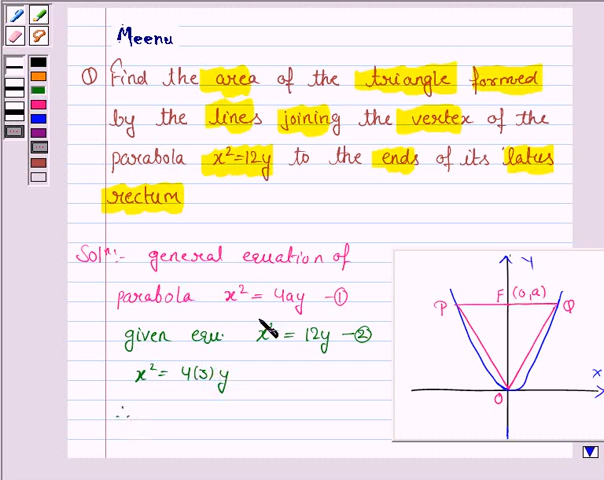 Meenu
① Find the area of the triangle formed
by the lines joining the vertex of the
parabola x²=12y to the ends of its latus
rectum
Solⁿ:- general equation of
parabola x² = 4ay -①
given equ. x² = 12y -②
x² = 4(3)y
∴
Y
P F (0,a) Q
X
O